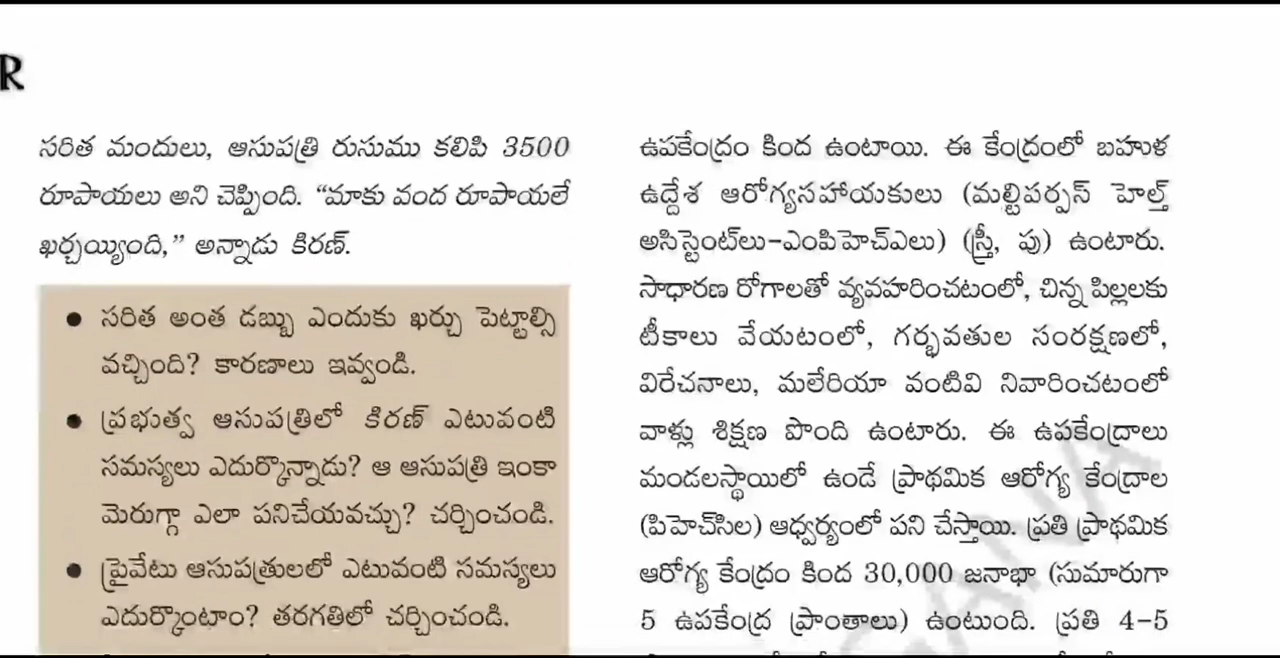 R
సరిత మందులు, ఆసుపత్రి రుసుము కలిపి 3500
రూపాయలు అని చెప్పింది. “మాకు వంద రూపాయలే
ఖర్చయ్యింది,” అన్నాడు కిరణ్.
● సరిత అంత డబ్బు ఎందుకు ఖర్చు పెట్టాల్సి
వచ్చింది? కారణాలు ఇవ్వండి.
● ప్రభుత్వ ఆసుపత్రిలో కిరణ్ ఎటువంటి
సమస్యలు ఎదుర్కొన్నాడు? ఆ ఆసుపత్రి ఇంకా
మెరుగ్గా ఎలా పనిచేయవచ్చు? చర్చించండి.
● ప్రైవేటు ఆసుపత్రులలో ఎటువంటి సమస్యలు
ఎదుర్కొంటాం? తరగతిలో చర్చించండి.
ఉపకేంద్రం కింద ఉంటాయి. ఈ కేంద్రంలో బహుళ
ఉద్దేశ ఆరోగ్యసహాయకులు (మల్టిపర్పస్ హెల్త్
అసిస్టెంట్‌లు-ఎంపిహెచ్ఎలు) (స్త్రీ, పు) ఉంటారు.
సాధారణ రోగాలతో వ్యవహరించటంలో, చిన్న పిల్లలకు
టీకాలు వేయటంలో, గర్భవతుల సంరక్షణలో,
విరేచనాలు, మలేరియా వంటివి నివారించటంలో
వాళ్లు శిక్షణ పొంది ఉంటారు. ఈ ఉపకేంద్రాలు
మండలస్థాయిలో ఉండే ప్రాథమిక ఆరోగ్య కేంద్రాల
(పిహెచ్‌సిల) ఆధ్వర్యంలో పని చేస్తాయి. ప్రతి ప్రాథమిక
ఆరోగ్య కేంద్రం కింద 30,000 జనాభా (సుమారుగా
5 ఉపకేంద్ర ప్రాంతాలు) ఉంటుంది. ప్రతి 4-5